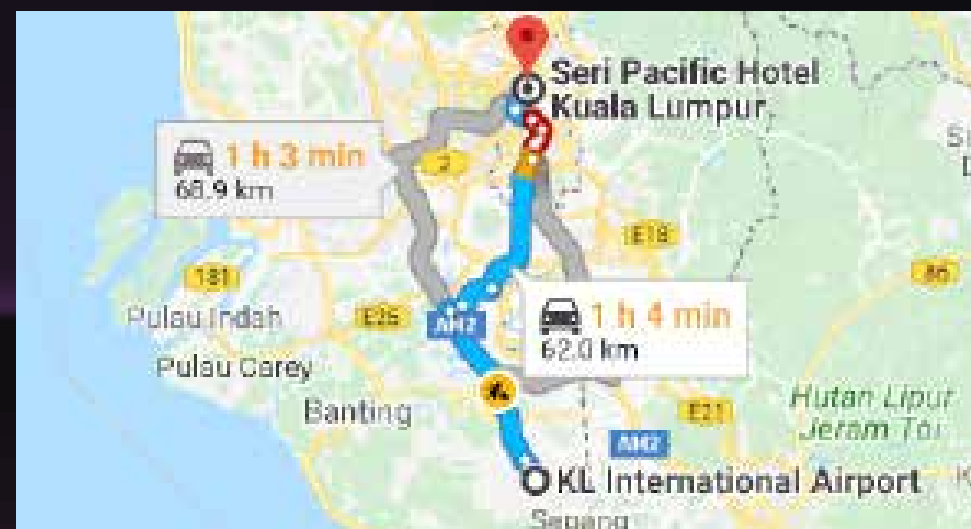 Seri Pacific Hotel
Kuala Lumpur
1 h 3 min
68.9 km
2
E18
181
86
Pulau Indah
E26
AH2
1 h 4 min
62.0 km
Pulau Carey
Banting
E21
Hutan Lipur
Jeram Toi
AH2
KL International Airport
Sepang